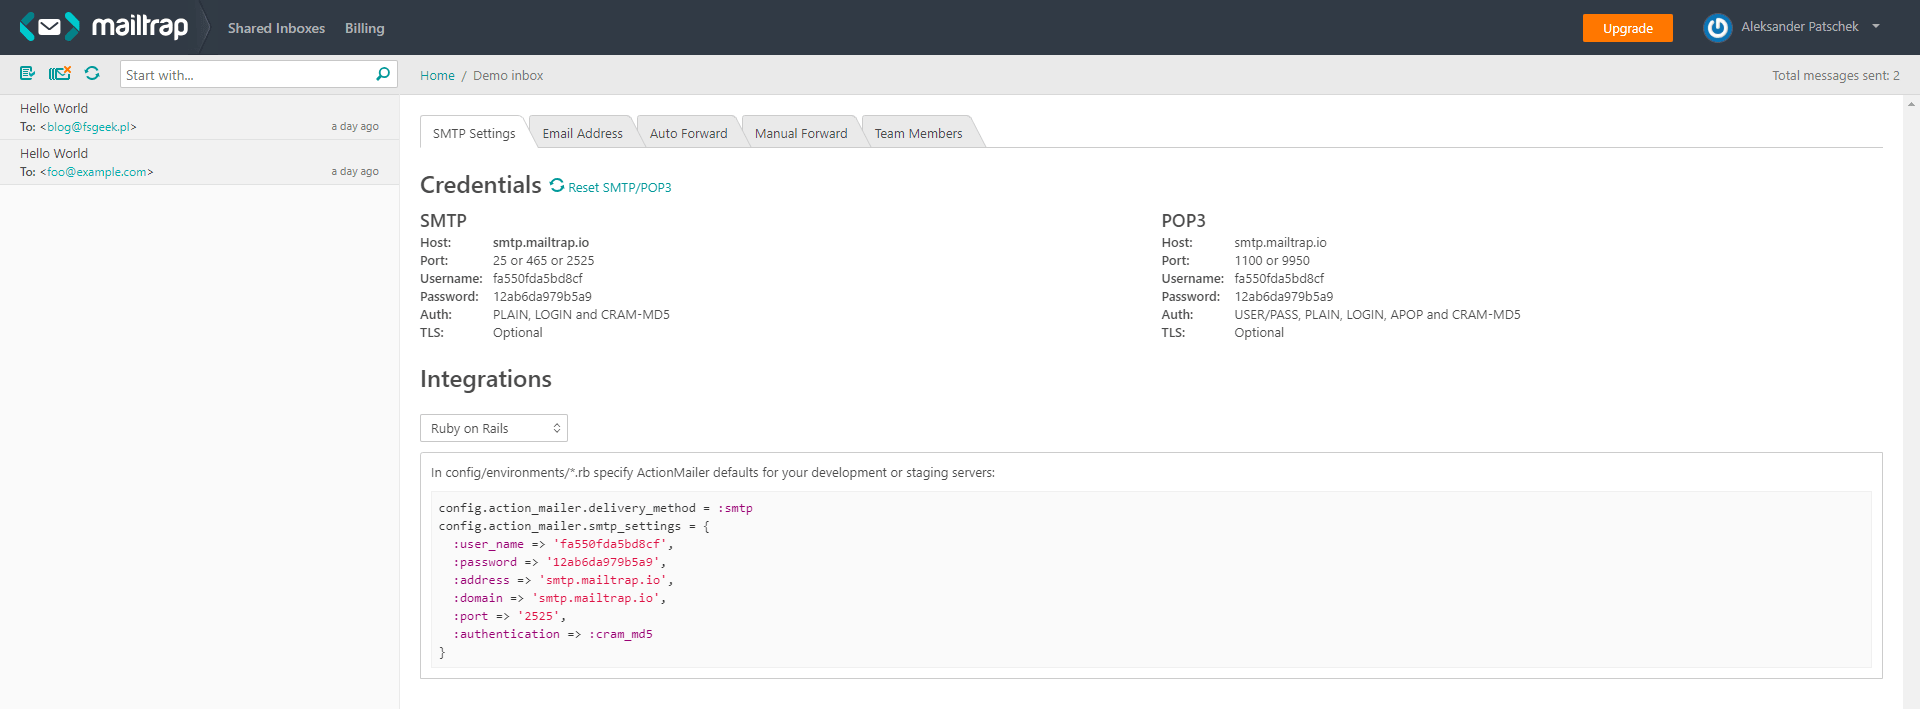 mailtrap Shared Inboxes Billing Upgrade Aleksander Patschek
Start with... Home / Demo inbox Total messages sent: 2
Hello World
To: <blog@fsgeek.pl> a day ago
Hello World
To: <foo@example.com> a day ago
SMTP Settings Email Address Auto Forward Manual Forward Team Members
Credentials Reset SMTP/POP3
SMTP
Host: smtp.mailtrap.io
Port: 25 or 465 or 2525
Username: fa550fda5bd8cf
Password: 12ab6da979b5a9
Auth: PLAIN, LOGIN and CRAM-MD5
TLS: Optional
POP3
Host: smtp.mailtrap.io
Port: 1100 or 9950
Username: fa550fda5bd8cf
Password: 12ab6da979b5a9
Auth: USER/PASS, PLAIN, LOGIN, APOP and CRAM-MD5
TLS: Optional
Integrations
Ruby on Rails
In config/environments/*.rb specify ActionMailer defaults for your development or staging servers:
config.action_mailer.delivery_method = :smtp
config.action_mailer.smtp_settings = {
  :user_name => 'fa550fda5bd8cf',
  :password => '12ab6da979b5a9',
  :address => 'smtp.mailtrap.io',
  :domain => 'smtp.mailtrap.io',
  :port => '2525',
  :authentication => :cram_md5
}